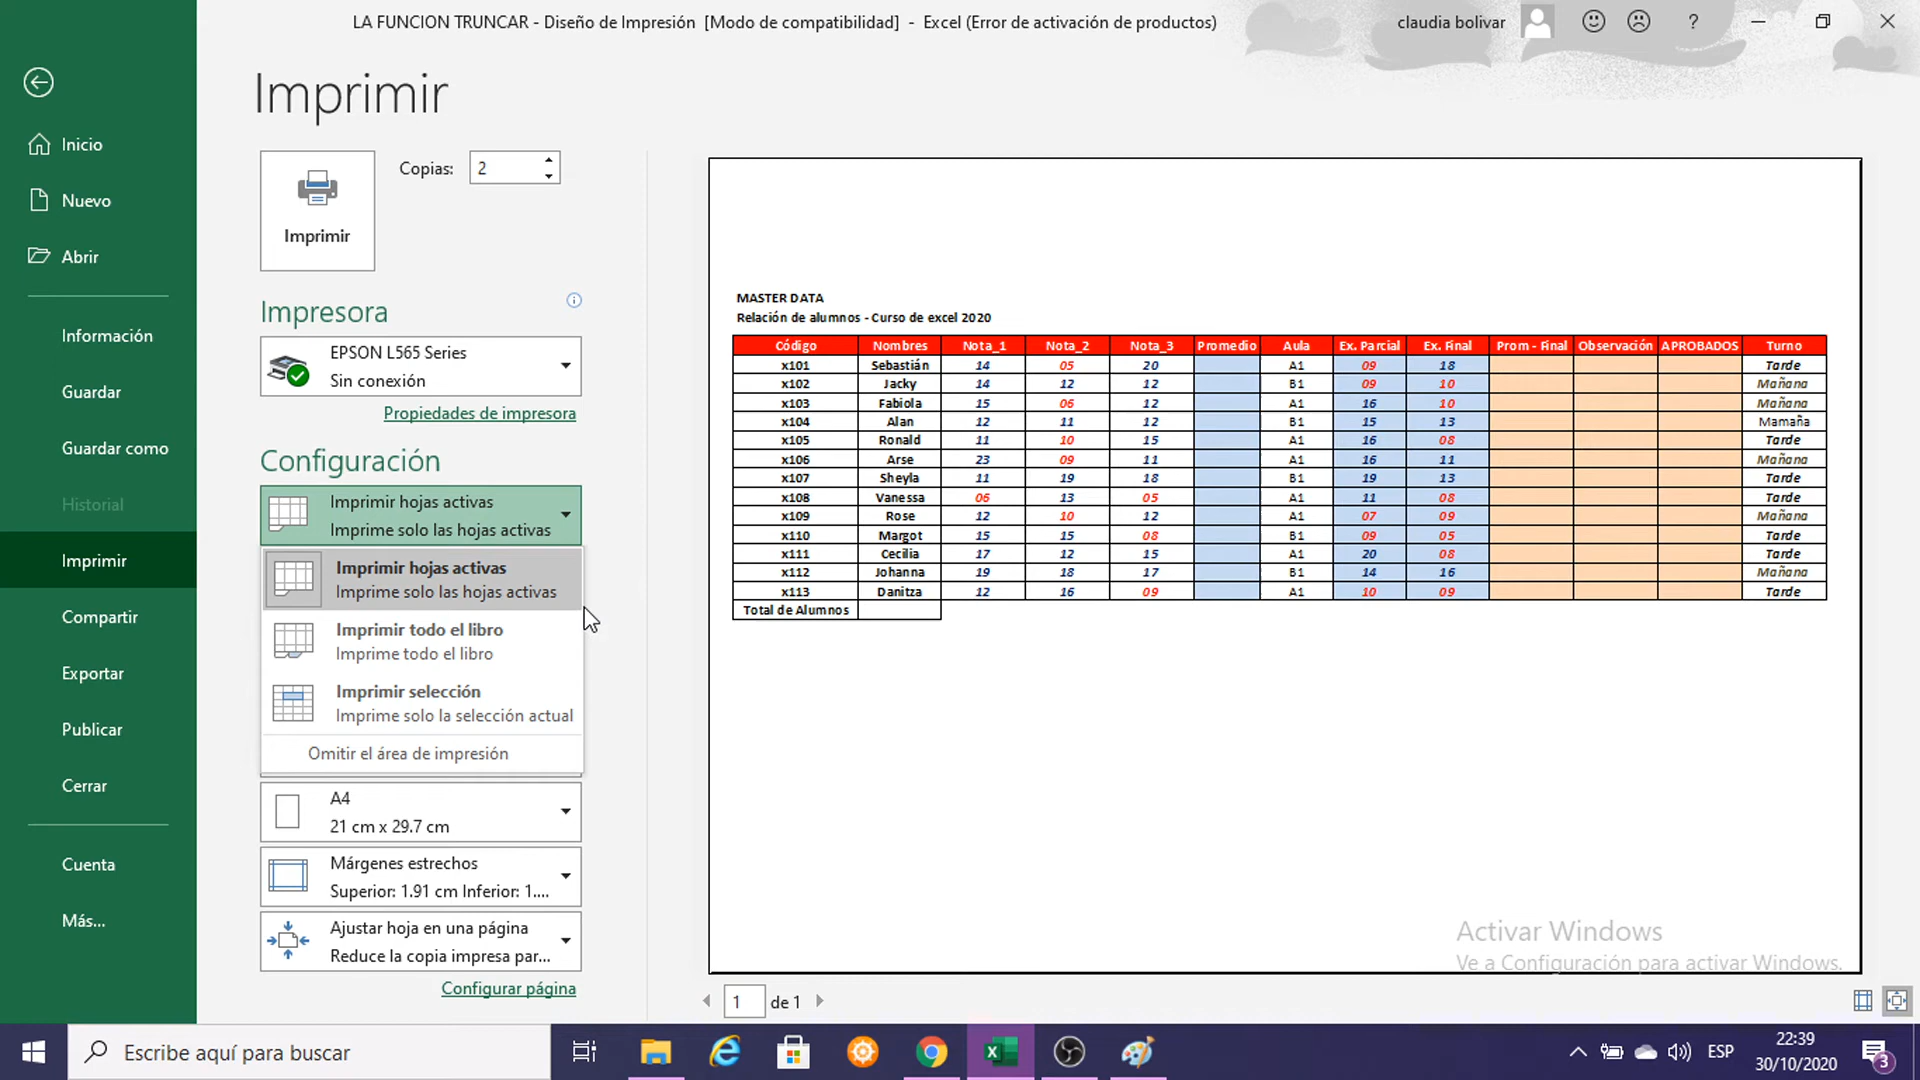 LA FUNCION TRUNCAR - Diseño de Impresión [Modo de compatibilidad] - Excel (Error de activación de productos)
claudia bolivar
?
Imprimir
Inicio
Nuevo
Abrir
Información
Guardar
Guardar como
Historial
Imprimir
Compartir
Exportar
Publicar
Cerrar
Cuenta
Más...
Imprimir
Copias: 2
Impresora
EPSON L565 Series
Sin conexión
Propiedades de impresora
Configuración
Imprimir hojas activas
Imprime solo las hojas activas
Imprimir hojas activas
Imprime solo las hojas activas
Imprimir todo el libro
Imprime todo el libro
Imprimir selección
Imprime solo la selección actual
Omitir el área de impresión
A4
21 cm x 29.7 cm
Márgenes estrechos
Superior: 1.91 cm Inferior: 1....
Ajustar hoja en una página
Reduce la copia impresa par...
Configurar página
MASTER DATA
Relación de alumnos - Curso de excel 2020
Código Nombres Nota_1 Nota_2 Nota_3 Promedio Aula Ex. Parcial Ex. Final Prom - Final Observación APROBADOS Turno
x101 Sebastián 14 05 20 A1 09 18 Tarde
x102 Jacky 14 12 12 B1 09 10 Mañana
x103 Fabiola 15 06 12 A1 16 10 Mañana
x104 Alan 12 11 12 B1 15 13 Mamaña
x105 Ronald 11 10 15 A1 16 08 Tarde
x106 Arse 23 09 11 A1 16 11 Mañana
x107 Sheyla 11 19 18 B1 19 13 Tarde
x108 Vanessa 06 13 05 A1 11 08 Tarde
x109 Rose 12 10 12 A1 07 09 Mañana
x110 Margot 15 15 08 B1 09 05 Tarde
x111 Cecilia 17 12 15 A1 20 08 Tarde
x112 Johanna 19 18 17 B1 14 16 Mañana
x113 Danitza 12 16 09 A1 10 09 Tarde
Total de Alumnos
Activar Windows
Ve a Configuración para activar Windows.
1 de 1
Escribe aquí para buscar
ESP
22:39
30/10/2020
3